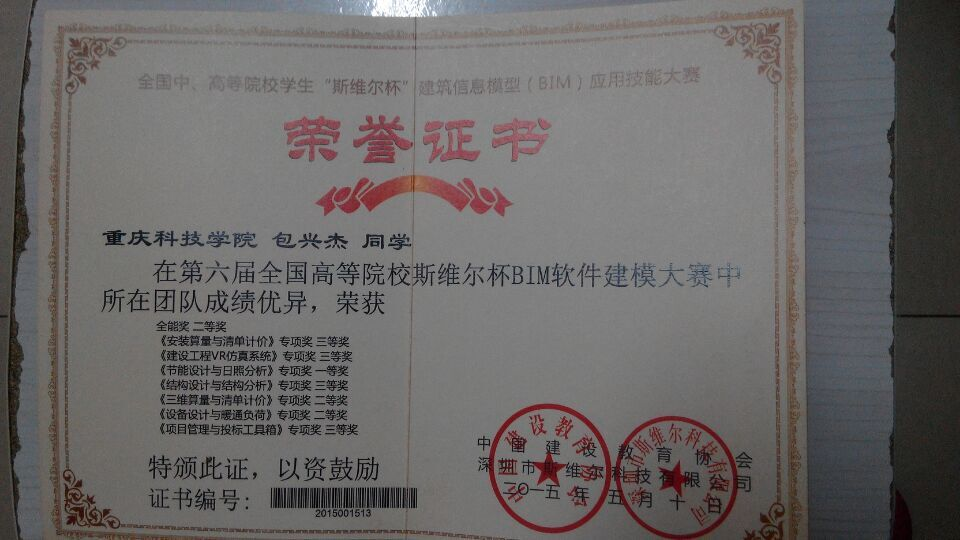 全国中、高等院校学生“斯维尔杯”建筑信息模型（BIM）应用技能大赛
荣誉证书
重庆科技学院 包兴杰 同学
在第六届全国高等院校斯维尔杯BIM软件建模大赛中
所在团队成绩优异，荣获
全能奖 二等奖
《安装算量与清单计价》专项奖 三等奖
《建设工程VR仿真系统》专项奖 三等奖
《节能设计与日照分析》专项奖 一等奖
《结构设计与结构分析》专项奖 三等奖
《三维算量与清单计价》专项奖 二等奖
《设备设计与暖通负荷》专项奖 二等奖
《项目管理与投标工具箱》专项奖 三等奖
特颁此证，以资鼓励
中国建设教育协会
深圳市斯维尔科技有限公司
二〇一五年五月十日
证书编号：
2015001513